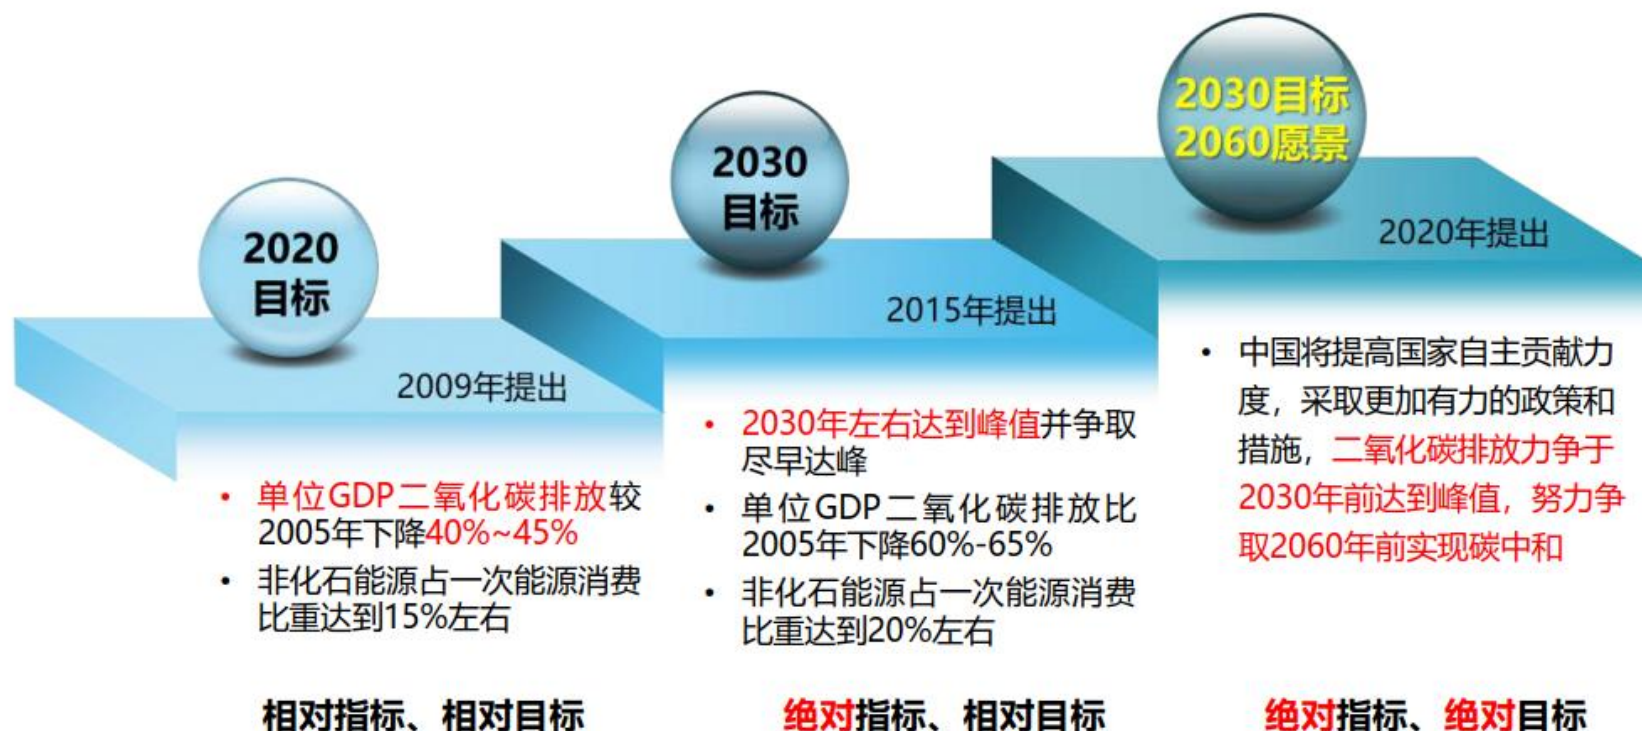 2020
目标
2009年提出
• 单位GDP二氧化碳排放较
2005年下降40%~45%
• 非化石能源占一次能源消费
比重达到15%左右
相对指标、相对目标
2030
目标
2015年提出
• 2030年左右达到峰值并争取
尽早达峰
• 单位GDP二氧化碳排放比
2005年下降60%-65%
• 非化石能源占一次能源消费
比重达到20%左右
绝对指标、相对目标
2030目标
2060愿景
2020年提出
• 中国将提高国家自主贡献力
度，采取更加有力的政策和
措施，二氧化碳排放力争于
2030年前达到峰值，努力争
取2060年前实现碳中和
绝对指标、绝对目标